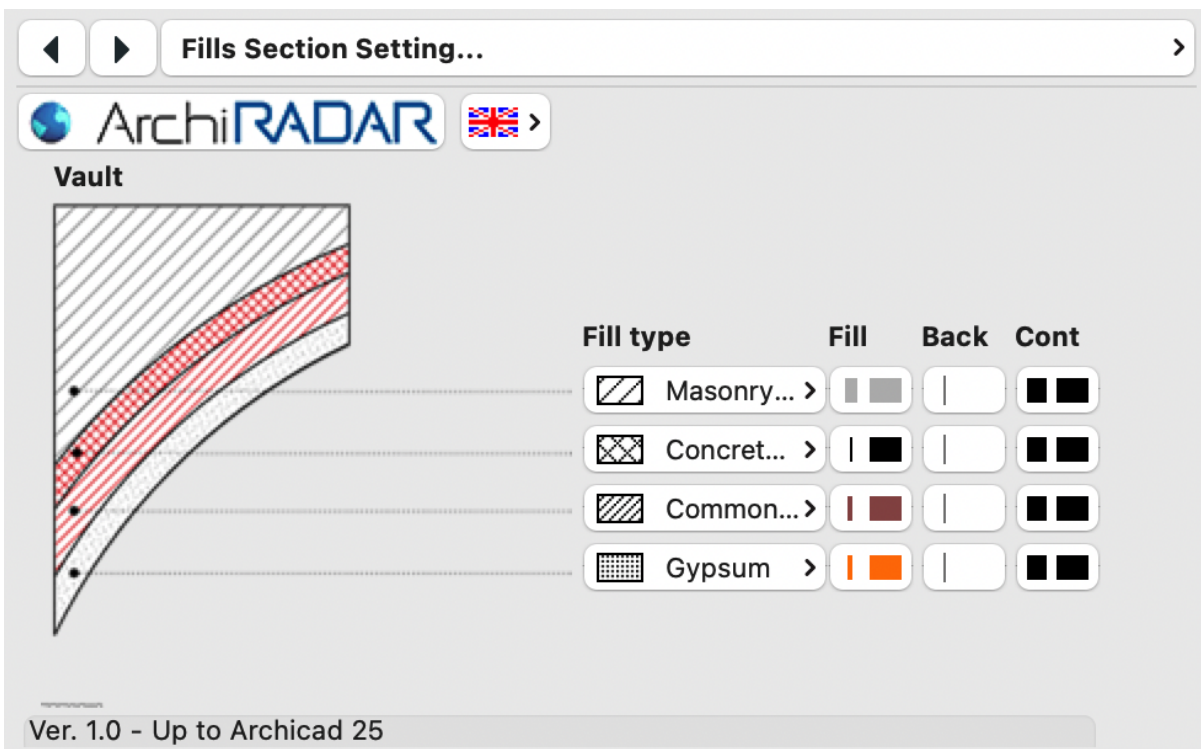 Fills Section Setting...
ArchiRADAR
Vault
Fill type Fill Back Cont
Masonry...
Concret...
Common...
Gypsum
Ver. 1.0 - Up to Archicad 25